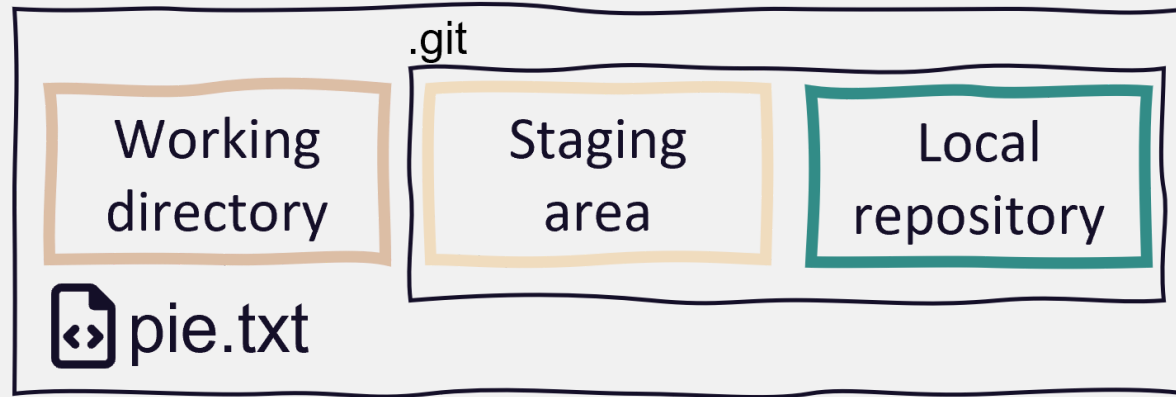 .git
Working
directory
Staging
area
Local
repository
pie.txt